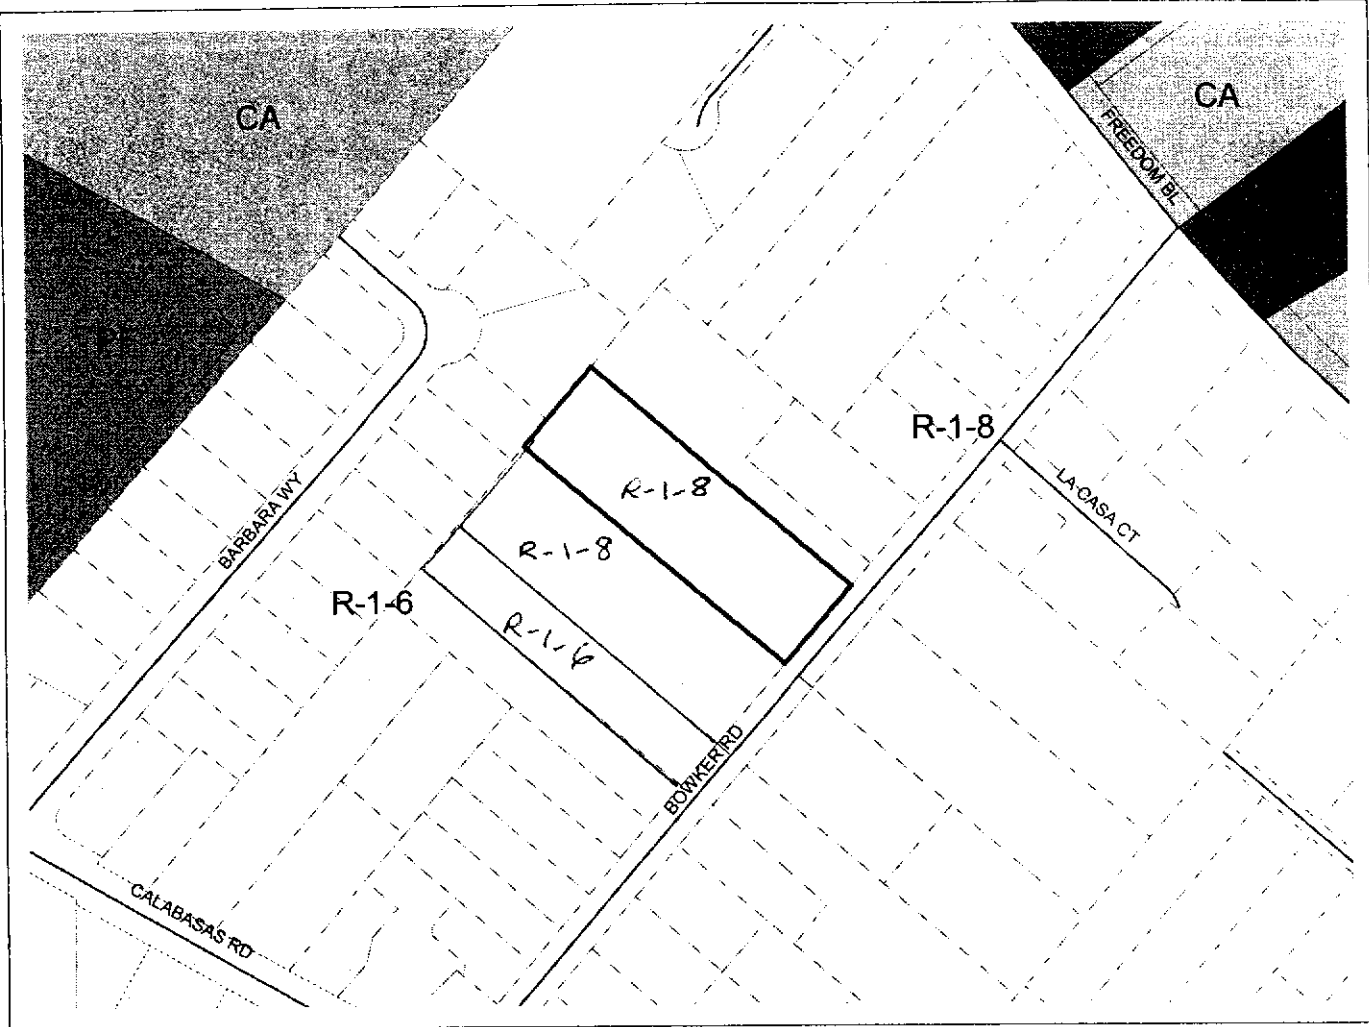 CA
CA
FREEDOM BL
R-1-8
R-1-8
LA CASA CT
BARBARA WY
R-1-8
R-1-6
R-1-6
BOWKER RD
CALABASAS RD